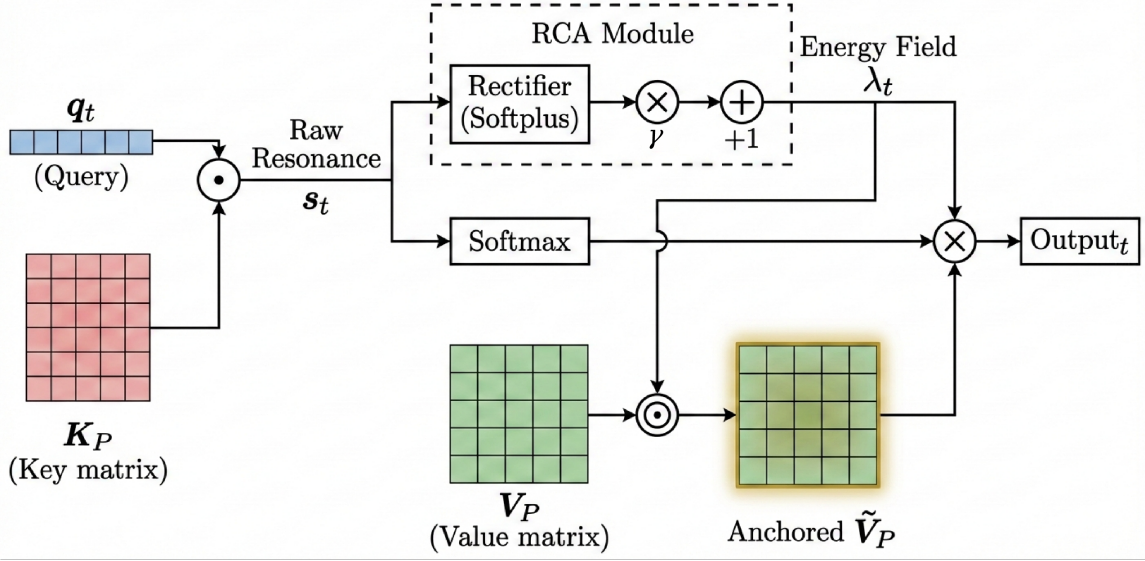 RCA Module
Energy Field
λ_t
q_t
(Query)
Raw
Resonance
s_t
Rectifier
(Softplus)
×
γ
+
+1
Softmax
×
Output_t
K_P
(Key matrix)
V_P
(Value matrix)
Anchored Ṽ_P